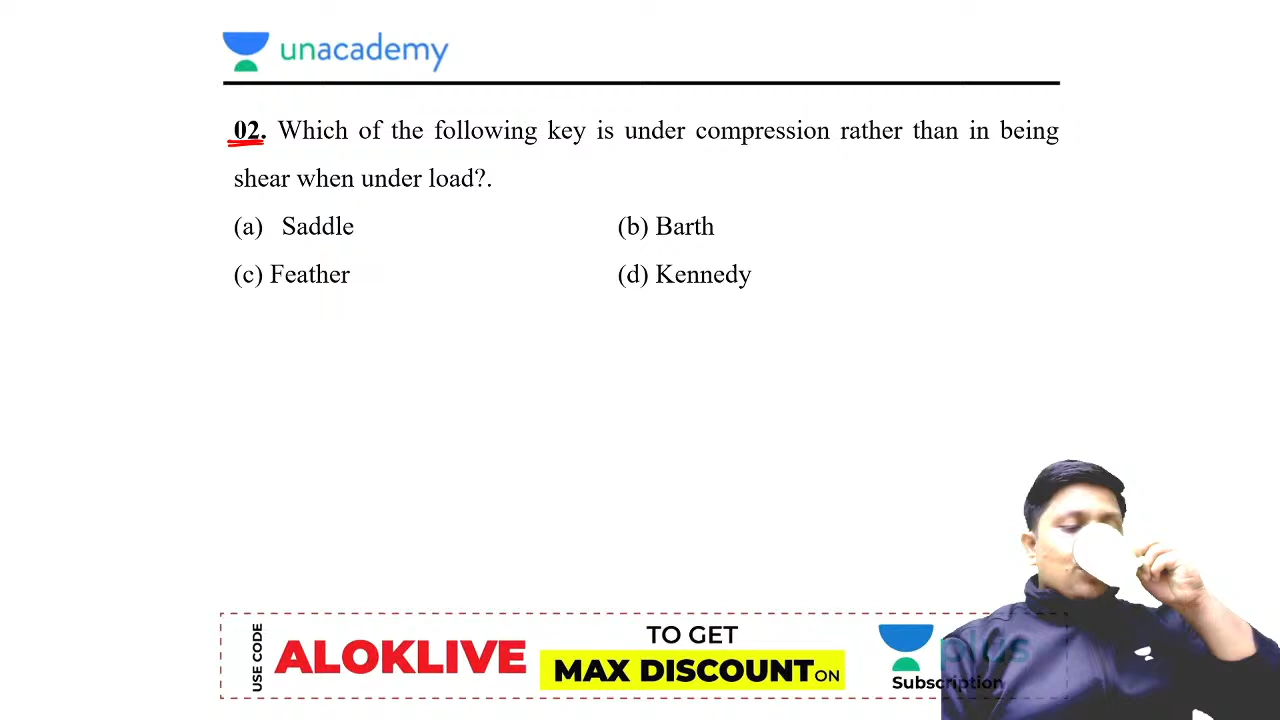 unacademy
02. Which of the following key is under compression rather than in being
shear when under load?.
(a) Saddle
(b) Barth
(c) Feather
(d) Kennedy
USE CODE
ALOKLIVE
TO GET
MAX DISCOUNT ON
plus
Subscription